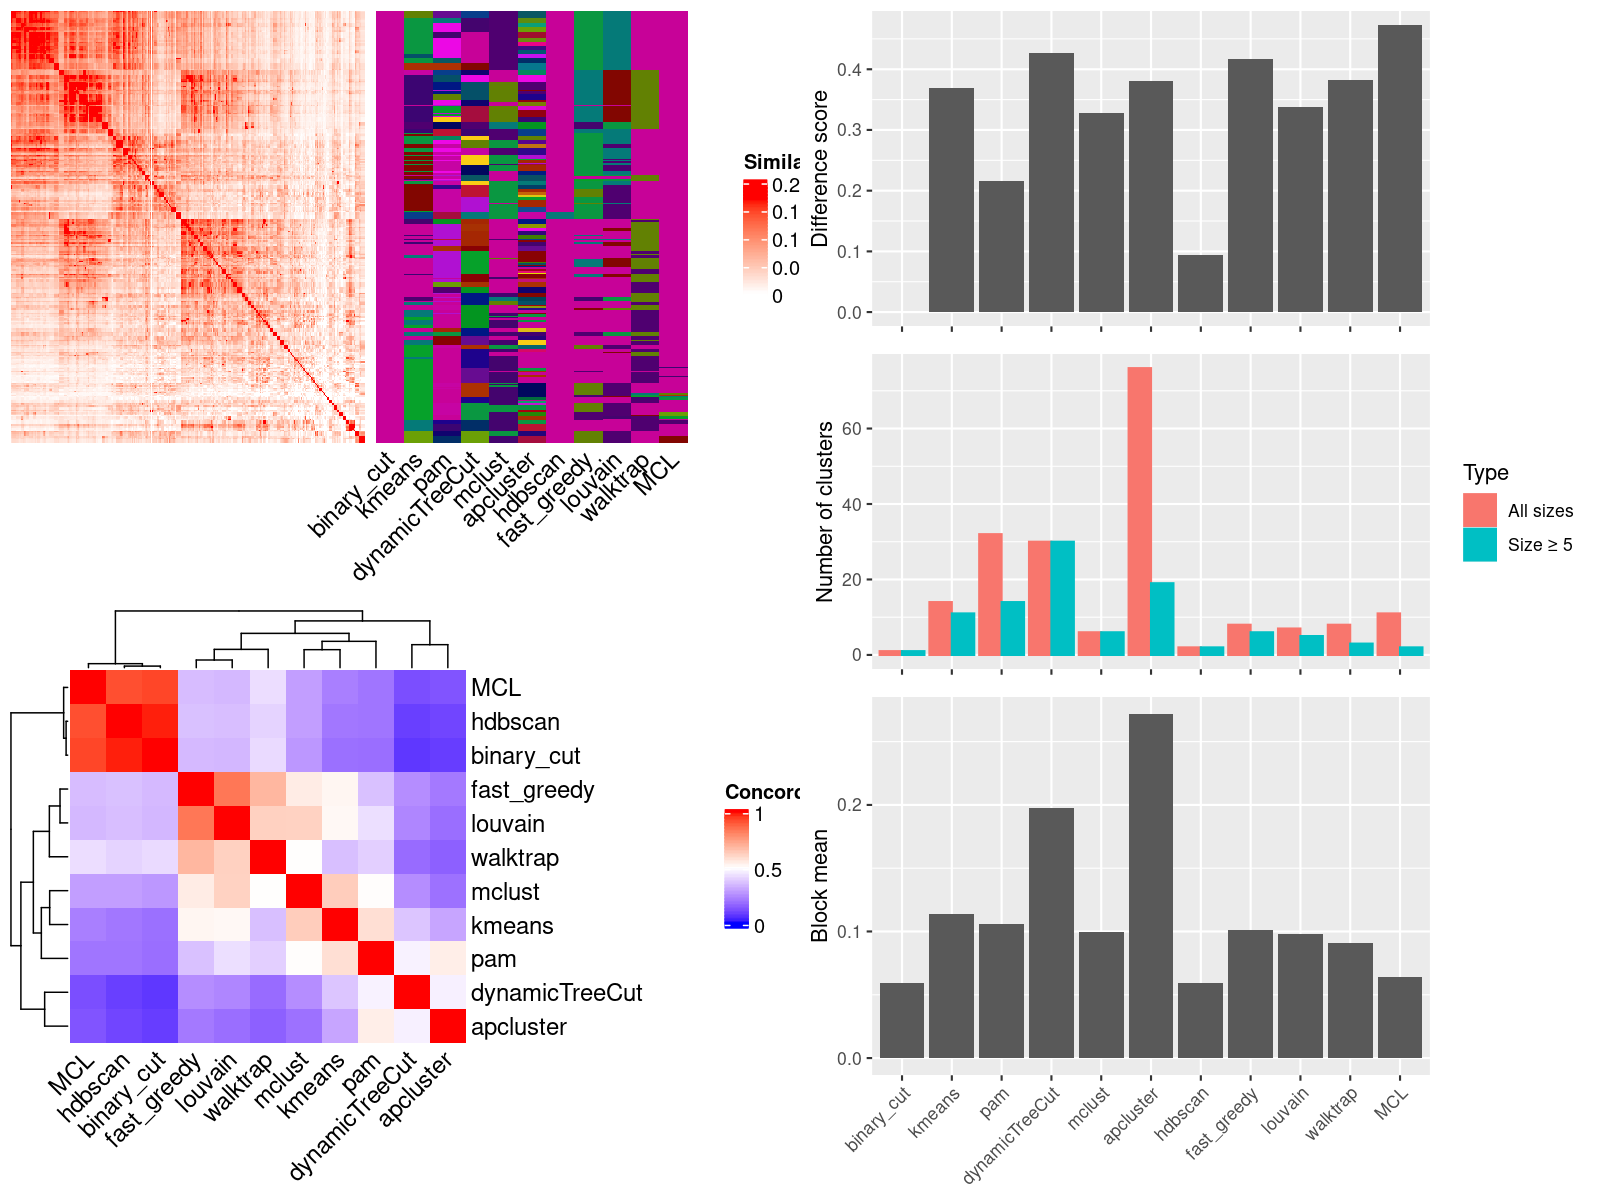 Simila
0.2
0.1
0.1
0.0
0
binary_cut
kmeans
pam
dynamicTreeCut
mclust
apcluster
hdbscan
fast_greedy
louvain
walktrap
MCL
MCL
hdbscan
binary_cut
fast_greedy
louvain
walktrap
mclust
kmeans
pam
dynamicTreeCut
apcluster
MCL
hdbscan
binary_cut
fast_greedy
louvain
walktrap
mclust
kmeans
pam
dynamicTreeCut
apcluster
Concord
1
0.5
0
Difference score
0.4
0.3
0.2
0.1
0.0
Number of clusters
60
40
20
0
Type
All sizes
Size ≥ 5
Block mean
0.2
0.1
0.0
binary_cut
kmeans
pam
dynamicTreeCut
mclust
apcluster
hdbscan
fast_greedy
louvain
walktrap
MCL